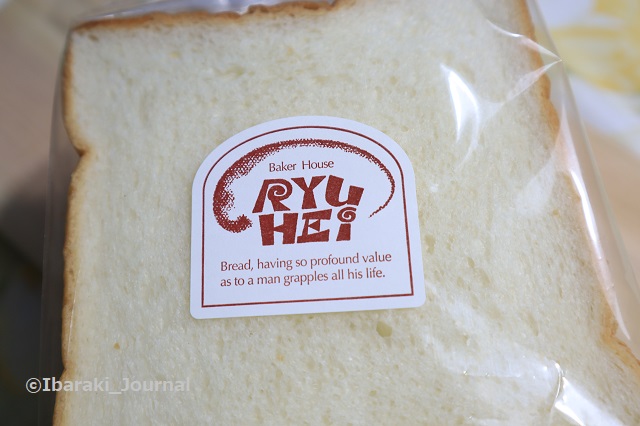 Baker House
RYU
HEi
Bread, having so profound value
as to a man grapples all his life.
©Ibaraki_Journal